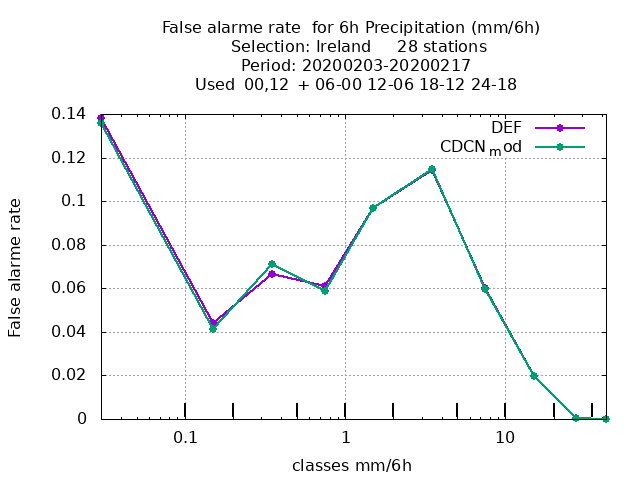 False alarme rate  for 6h Precipitation (mm/6h)
Selection: Ireland     28 stations
Period: 20200203-20200217
Used  00,12  + 06-00 12-06 18-12 24-18
0.14
DEF
CDCN mod
0.12
0.1
0.08
0.06
0.04
0.02
0
False alarme rate
0.1
1
10
classes mm/6h